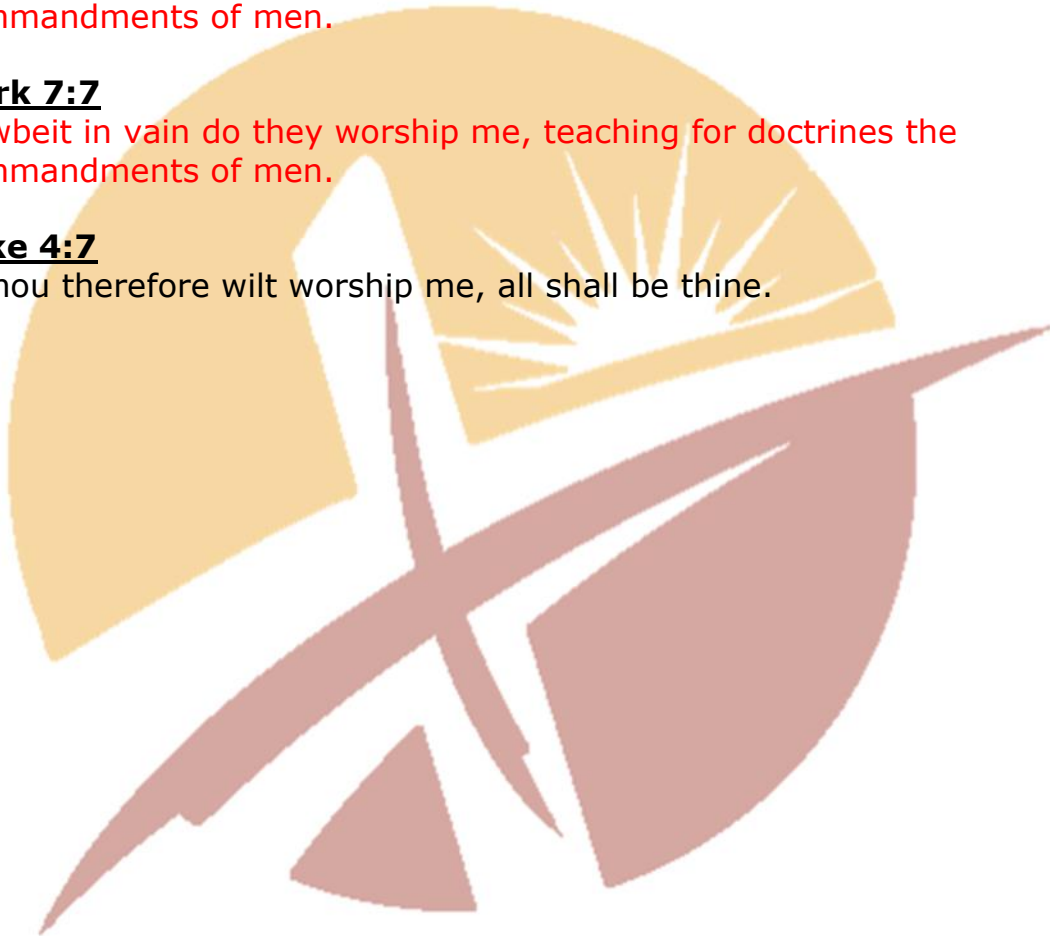 mmandments of men.
rk 7:7
wbeit in vain do they worship me, teaching for doctrines the
mmandments of men.
ke 4:7
hou therefore wilt worship me, all shall be thine.